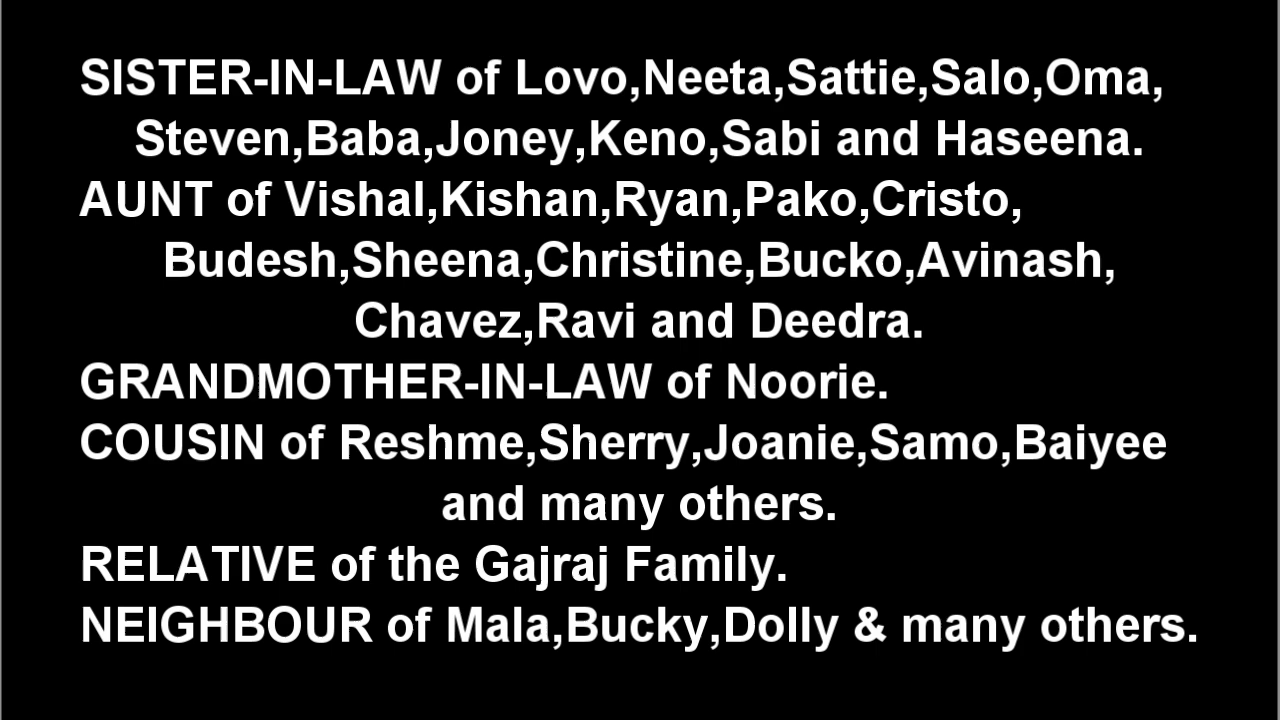 SISTER-IN-LAW of Lovo,Neeta,Sattie,Salo,Oma,
Steven,Baba,Joney,Keno,Sabi and Haseena.
AUNT of Vishal,Kishan,Ryan,Pako,Cristo,
Budesh,Sheena,Christine,Bucko,Avinash,
Chavez,Ravi and Deedra.
GRANDMOTHER-IN-LAW of Noorie.
COUSIN of Reshme,Sherry,Joanie,Samo,Baiyee
and many others.
RELATIVE of the Gajraj Family.
NEIGHBOUR of Mala,Bucky,Dolly & many others.